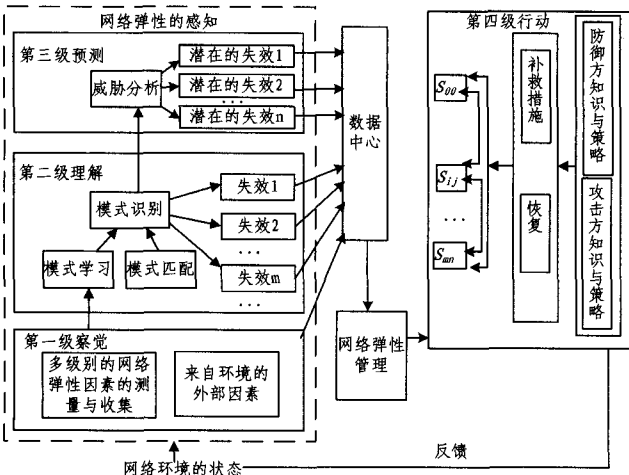 网络弹性的感知
第三级预测
威胁分析
潜在的失效1
潜在的失效2
...
潜在的失效n
第二级理解
模式识别
模式学习
模式匹配
失效1
失效2
...
失效m
...
第一级察觉
多级别的网络
弹性因素的测
量与收集
来自环境的
外部因素
数据
中心
网络弹性
管理
第四级行动
S00
Sij
...
Smn
补救措施
恢复
防御方知识与策略
攻击方知识与策略
反馈
网络环境的状态